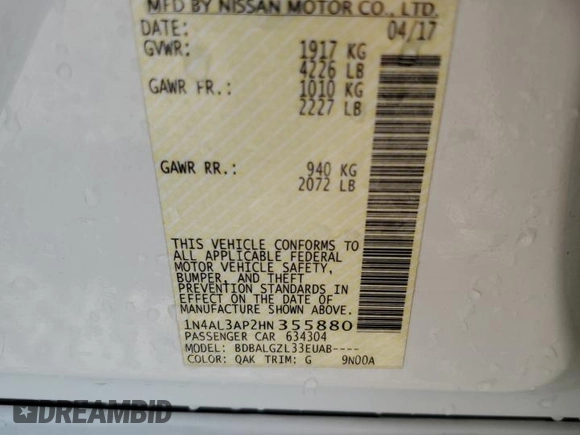 MFD BY NISSAN MOTOR CO., LTD.
DATE: 04/17
GVWR: 1917 KG
4226 LB
GAWR FR.: 1010 KG
2227 LB
GAWR RR.: 940 KG
2072 LB
THIS VEHICLE CONFORMS TO
ALL APPLICABLE FEDERAL
MOTOR VEHICLE SAFETY,
BUMPER, AND THEFT
PREVENTION STANDARDS IN
EFFECT ON THE DATE OF
MANUFACTURE SHOWN ABOVE.
1N4AL3AP2HN355880
PASSENGER CAR 634304
MODEL: BDBALGZL33EUAB----
COLOR: QAK TRIM: G 9N00A
DREAMBID